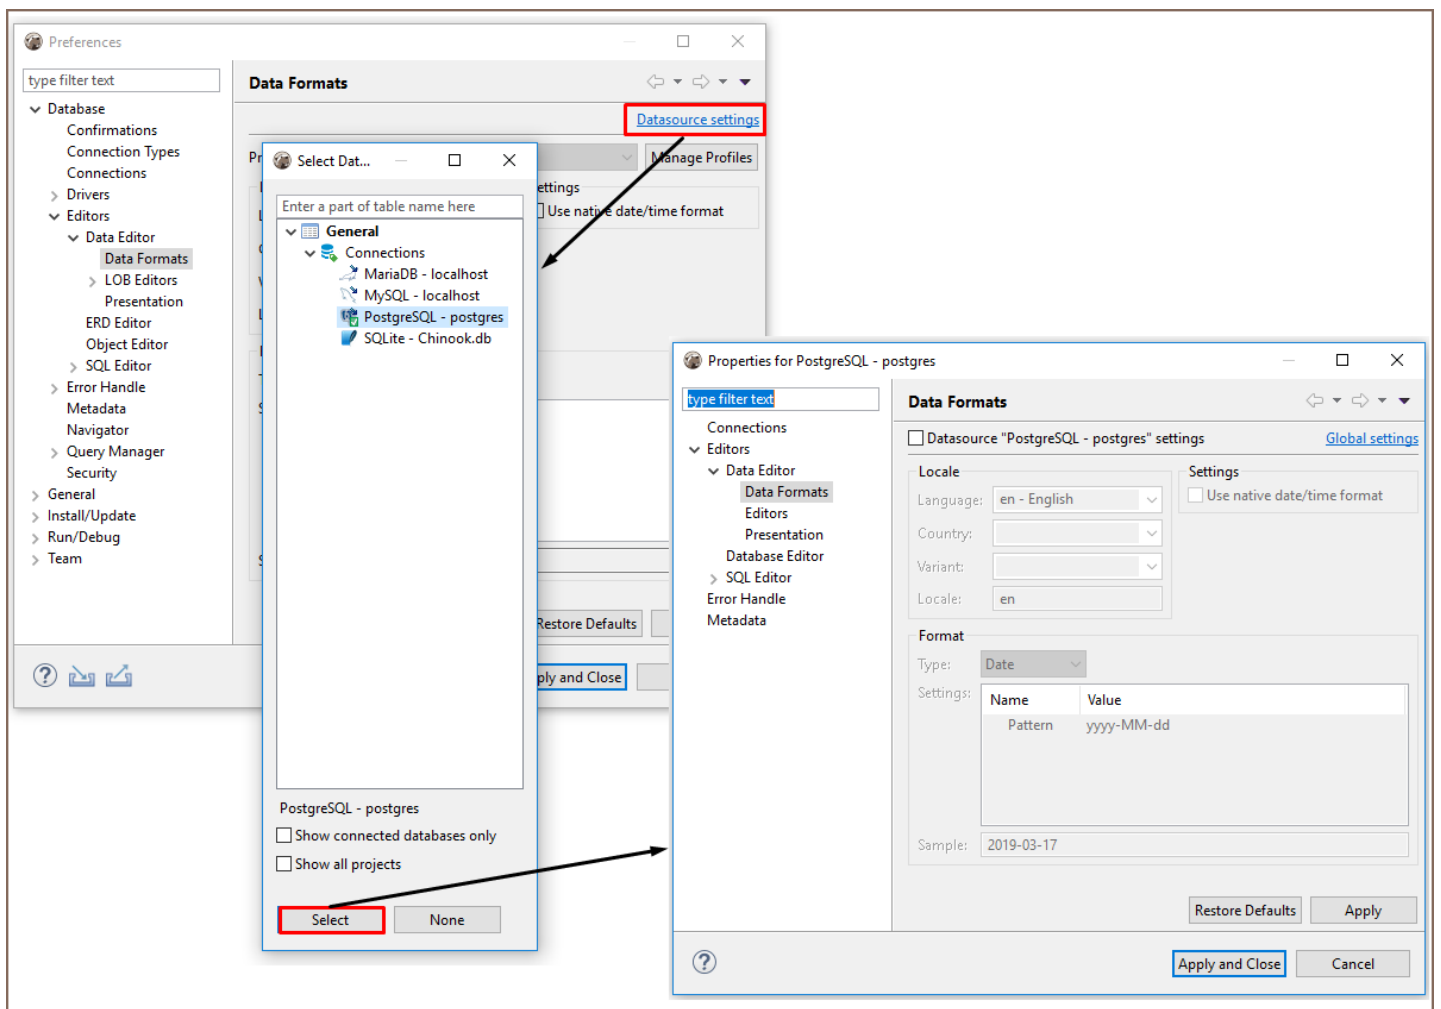 Preferences
type filter text
Data Formats
Datasource settings
Database
Confirmations
Connection Types
Connections
Drivers
Editors
Data Editor
Data Formats
LOB Editors
Presentation
ERD Editor
Object Editor
SQL Editor
Error Handle
Metadata
Navigator
Query Manager
Security
General
Install/Update
Run/Debug
Team
Manage Profiles
ettings
Use native date/time format
Restore Defaults
ply and Close
Select Dat...
Enter a part of table name here
General
Connections
MariaDB - localhost
MySQL - localhost
PostgreSQL - postgres
SQLite - Chinook.db
PostgreSQL - postgres
Show connected databases only
Show all projects
Select
None
Properties for PostgreSQL - postgres
type filter text
Connections
Editors
Data Editor
Data Formats
Editors
Presentation
Database Editor
SQL Editor
Error Handle
Metadata
Data Formats
Datasource "PostgreSQL - postgres" settings
Global settings
Locale
Language: en - English
Country:
Variant:
Locale: en
Settings
Use native date/time format
Format
Type: Date
Settings:
Name Value
Pattern yyyy-MM-dd
Sample: 2019-03-17
Restore Defaults
Apply
Apply and Close
Cancel